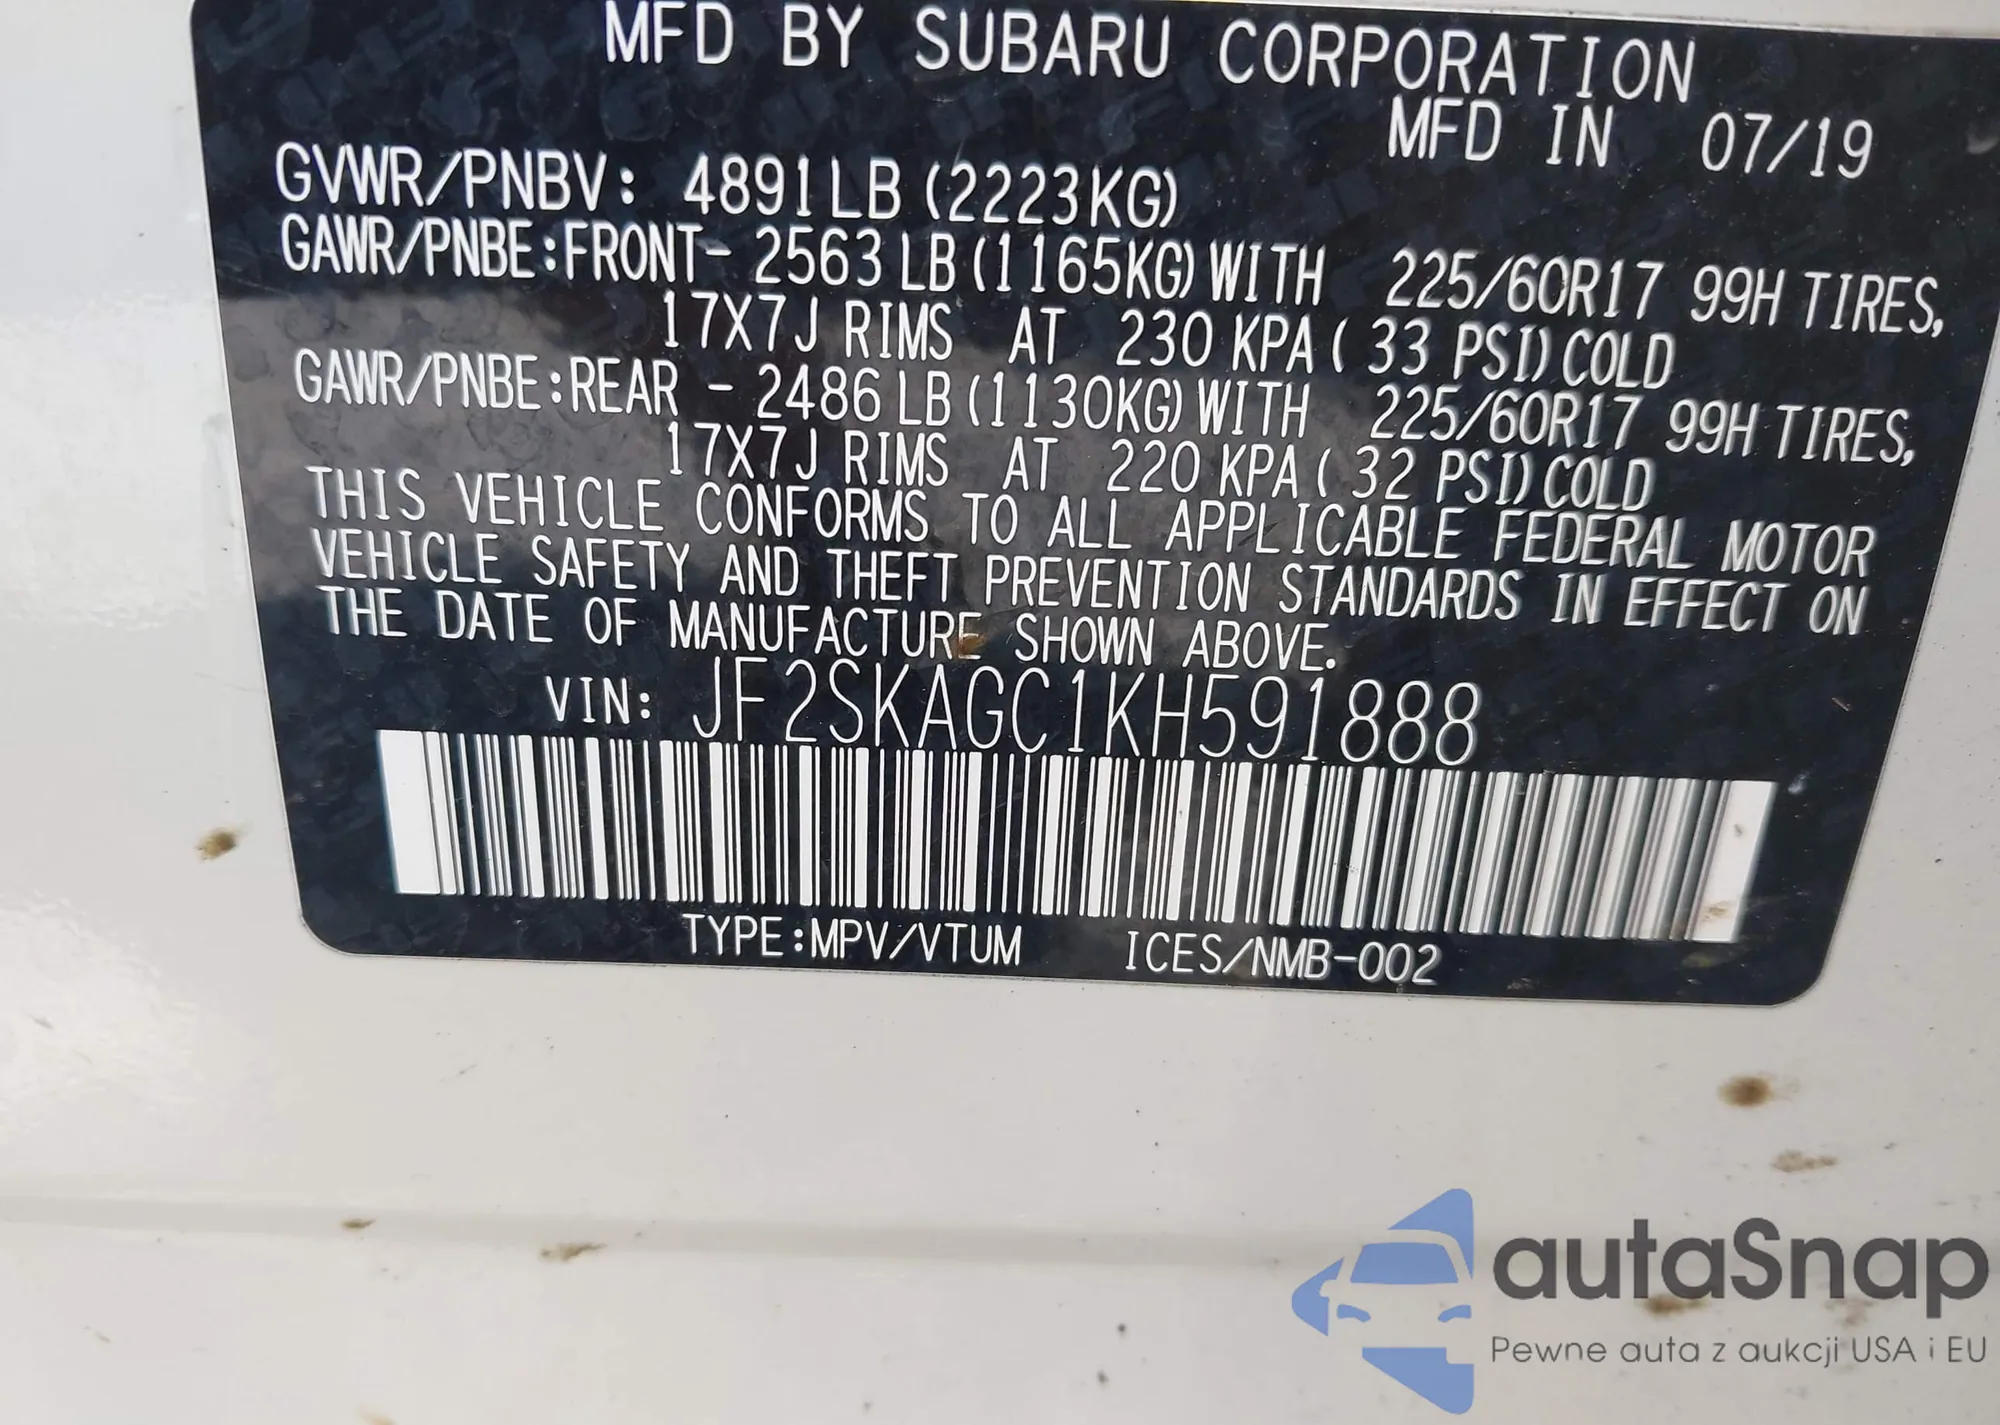 MFD BY SUBARU CORPORATION
MFD IN 07/19
GVWR/PNBV: 4891LB (2223KG)
GAWR/PNBE:FRONT- 2563 LB (1165KG) WITH 225/60R17 99H TIRES,
17X7J RIMS AT 230 KPA ( 33 PSI) COLD
GAWR/PNBE:REAR - 2486 LB (1130KG) WITH 225/60R17 99H TIRES,
17X7J RIMS AT 220 KPA ( 32 PSI) COLD
THIS VEHICLE CONFORMS TO ALL APPLICABLE FEDERAL MOTOR
VEHICLE SAFETY AND THEFT PREVENTION STANDARDS IN EFFECT ON
THE DATE OF MANUFACTURE SHOWN ABOVE.
VIN: JF2SKAGC1KH591888
TYPE:MPV/VTUM ICES/NMB-002
autaSnap
Pewne auta z aukcji USA i EU